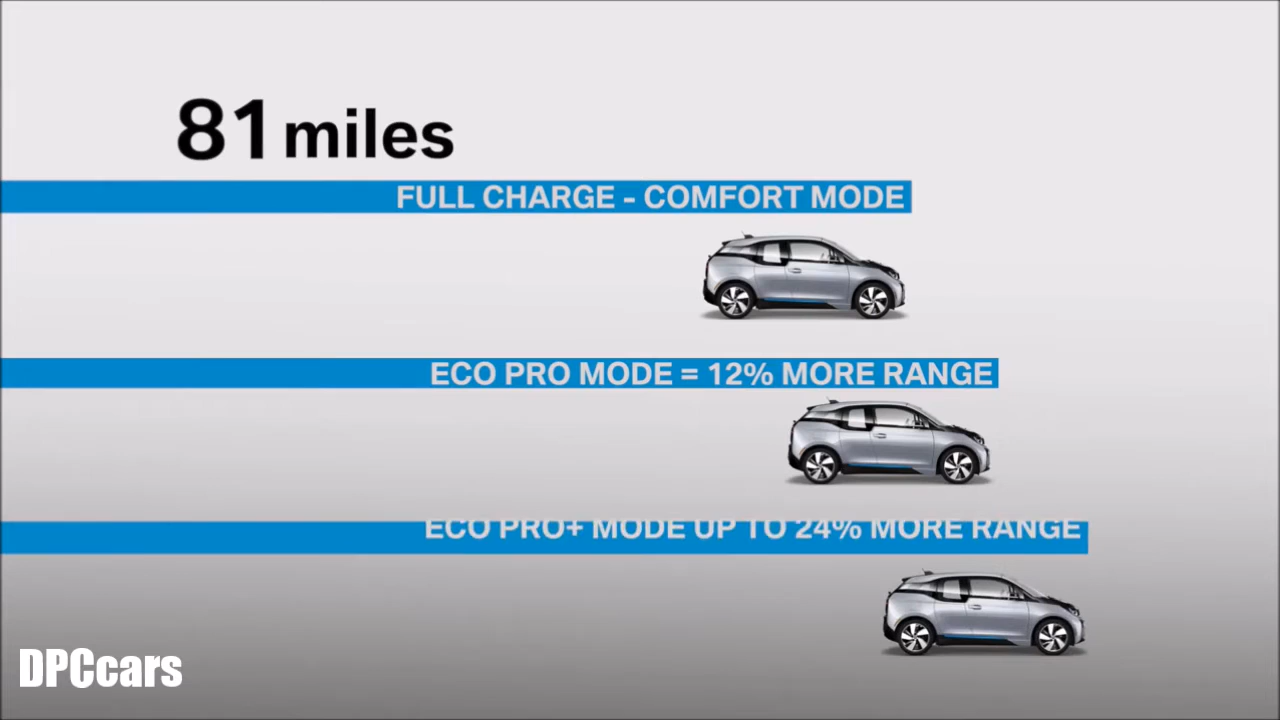 81 miles
FULL CHARGE - COMFORT MODE
ECO PRO MODE = 12% MORE RANGE
ECO PRO+ MODE UP TO 24% MORE RANGE
DPCcars